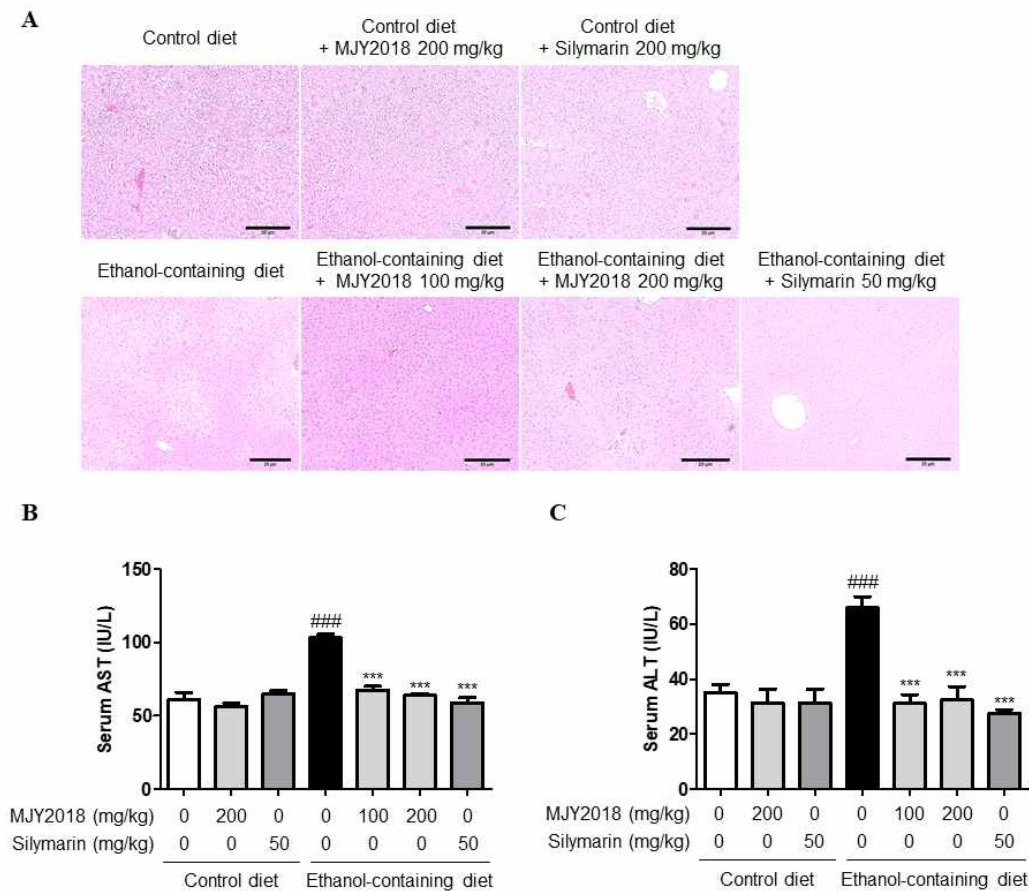 A
Control diet
Control diet
+ MJY2018 200 mg/kg
Control diet
+ Silymarin 200 mg/kg
Ethanol-containing diet
Ethanol-containing diet
+ MJY2018 100 mg/kg
Ethanol-containing diet
+ MJY2018 200 mg/kg
Ethanol-containing diet
+ Silymarin 50 mg/kg
B
Serum AST (IU/L)
150
100
50
0
###
***
***
***
MJY2018 (mg/kg) 0 200 0 0 100 200 0
Silymarin (mg/kg) 0 0 50 0 0 0 50
Control diet Ethanol-containing diet
C
Serum ALT (IU/L)
80
60
40
20
0
###
***
***
***
MJY2018 (mg/kg) 0 200 0 0 100 200 0
Silymarin (mg/kg) 0 0 50 0 0 0 50
Control diet Ethanol-containing diet